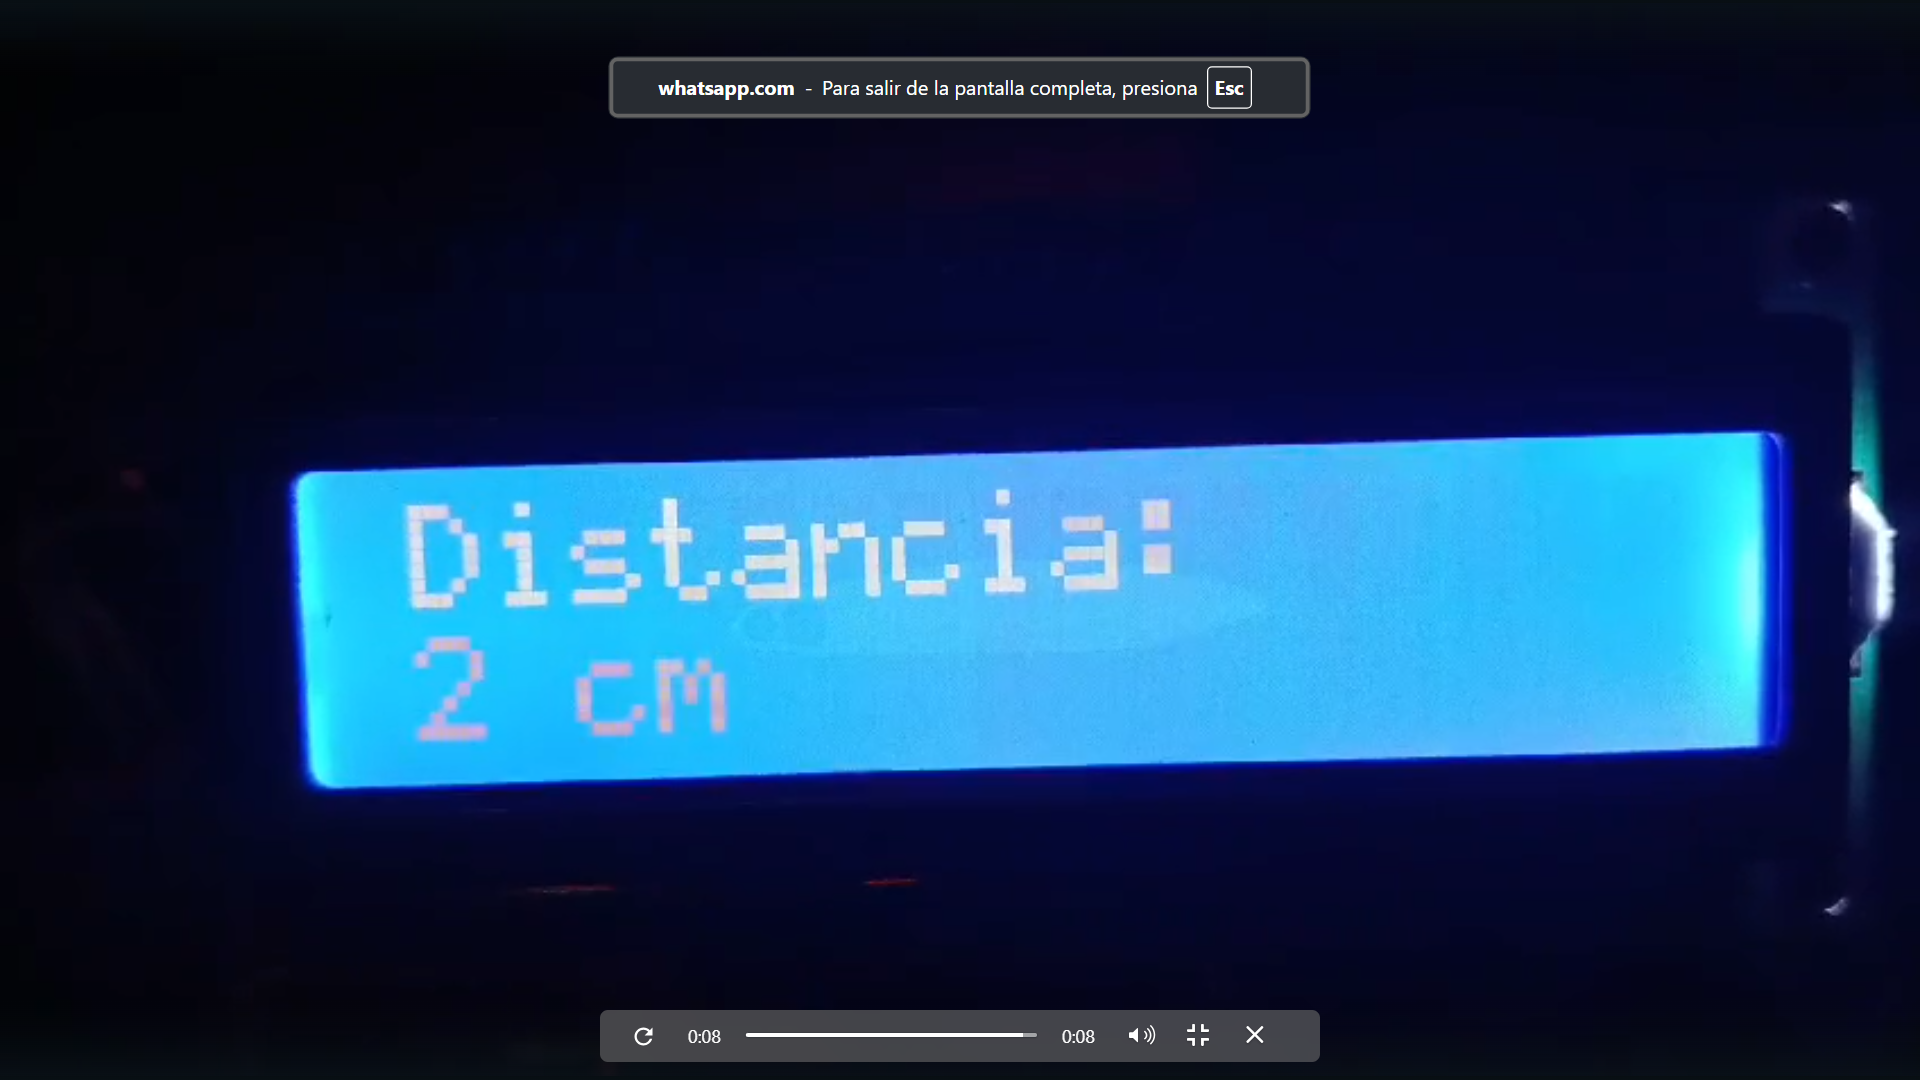 whatsapp.com - Para salir de la pantalla completa, presiona Esc
Distancia:
2 cm
0:08 0:08